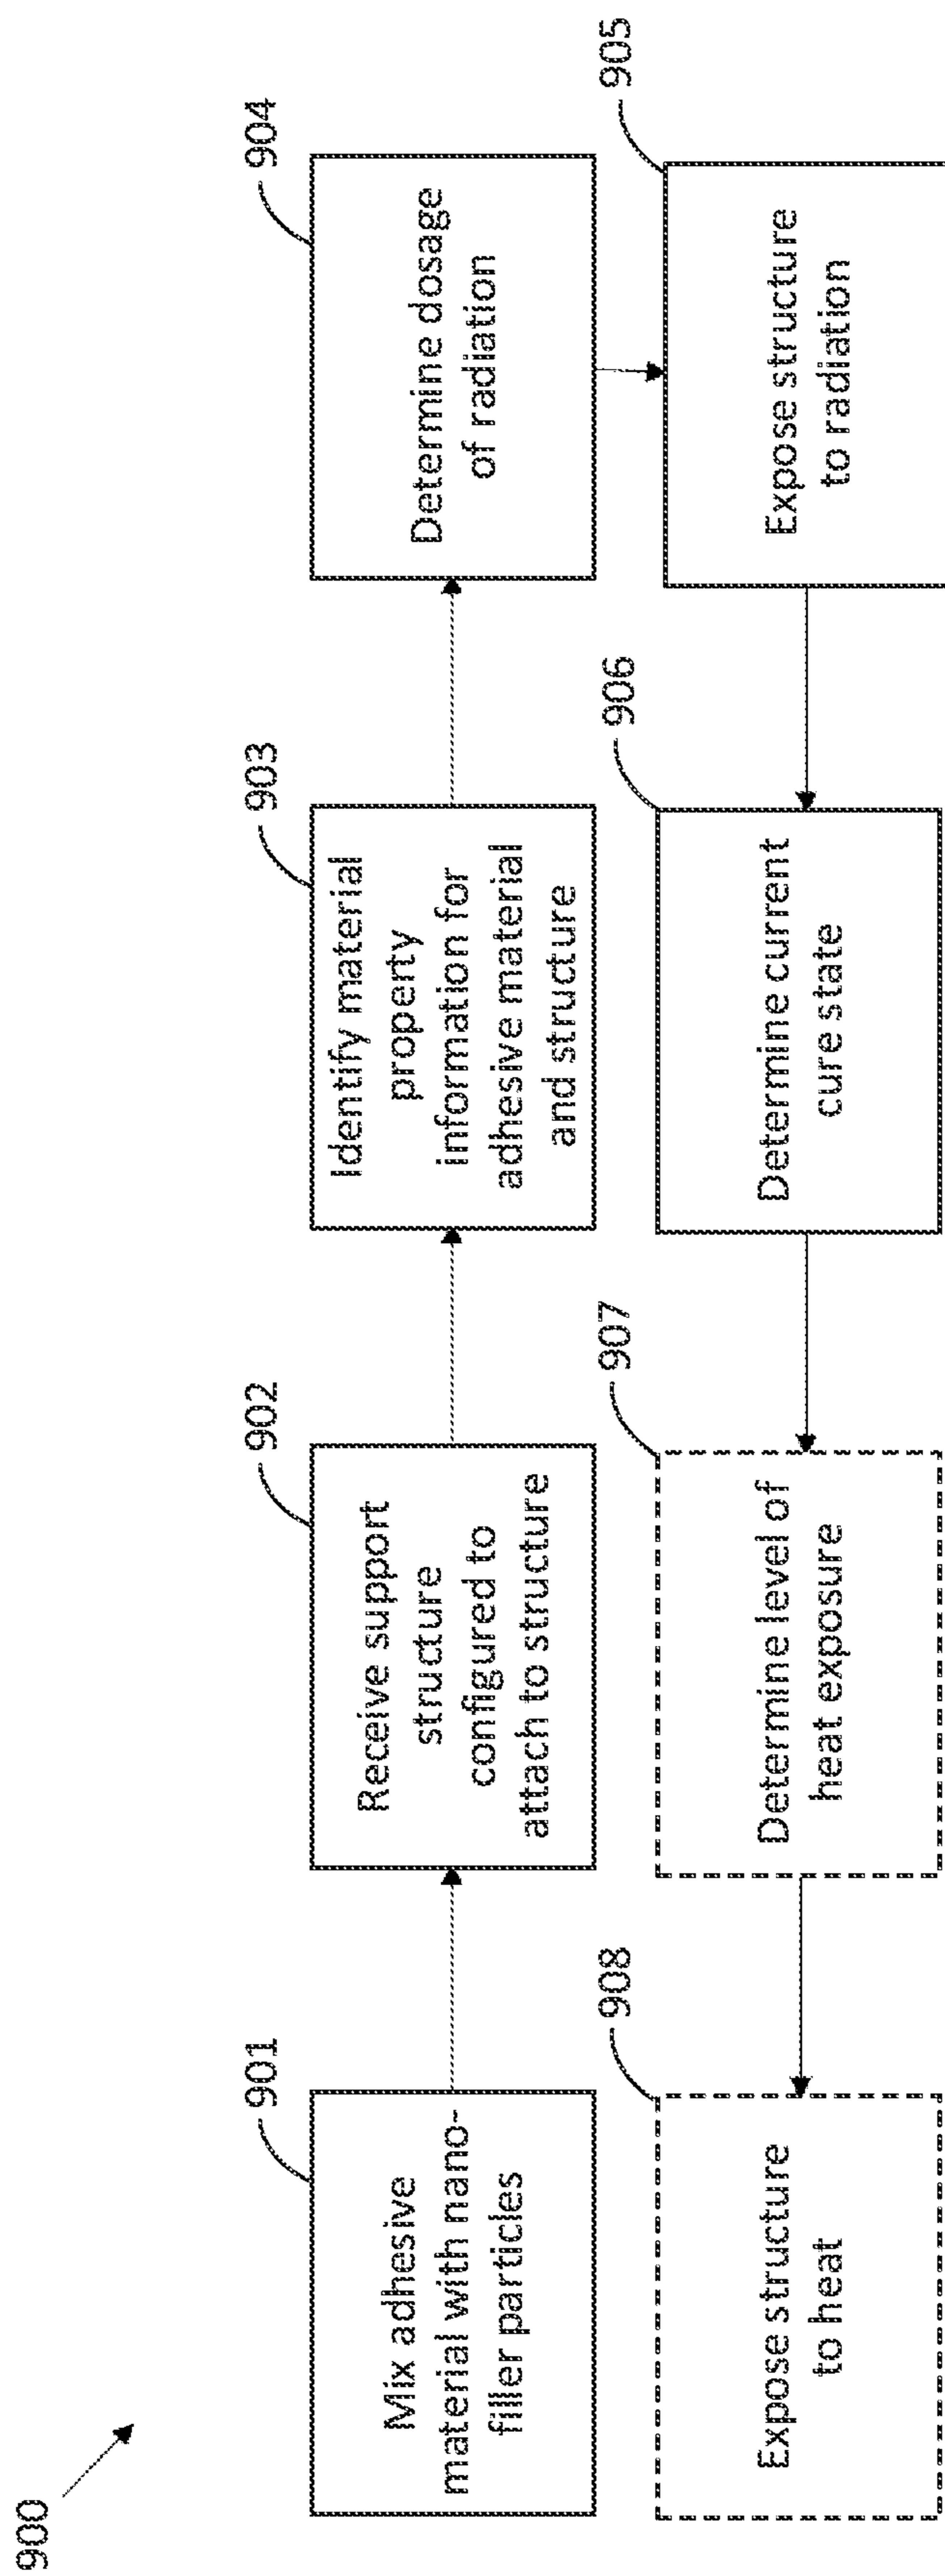 900
901
Mix adhesive
material with nano-
filler particles
902
Receive support
structure
configured to
attach to structure
903
Identify material
property
information for
adhesive material
and structure
904
Determine dosage
of radiation
905
Expose structure
to radiation
906
Determine current
cure state
907
Determine level of
heat exposure
908
Expose structure
to heat